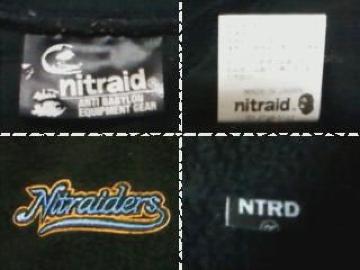 nitraid
ANTI BABYLON
EQUIPMENT GEAR
nitraid
Nitraiders
NTRD